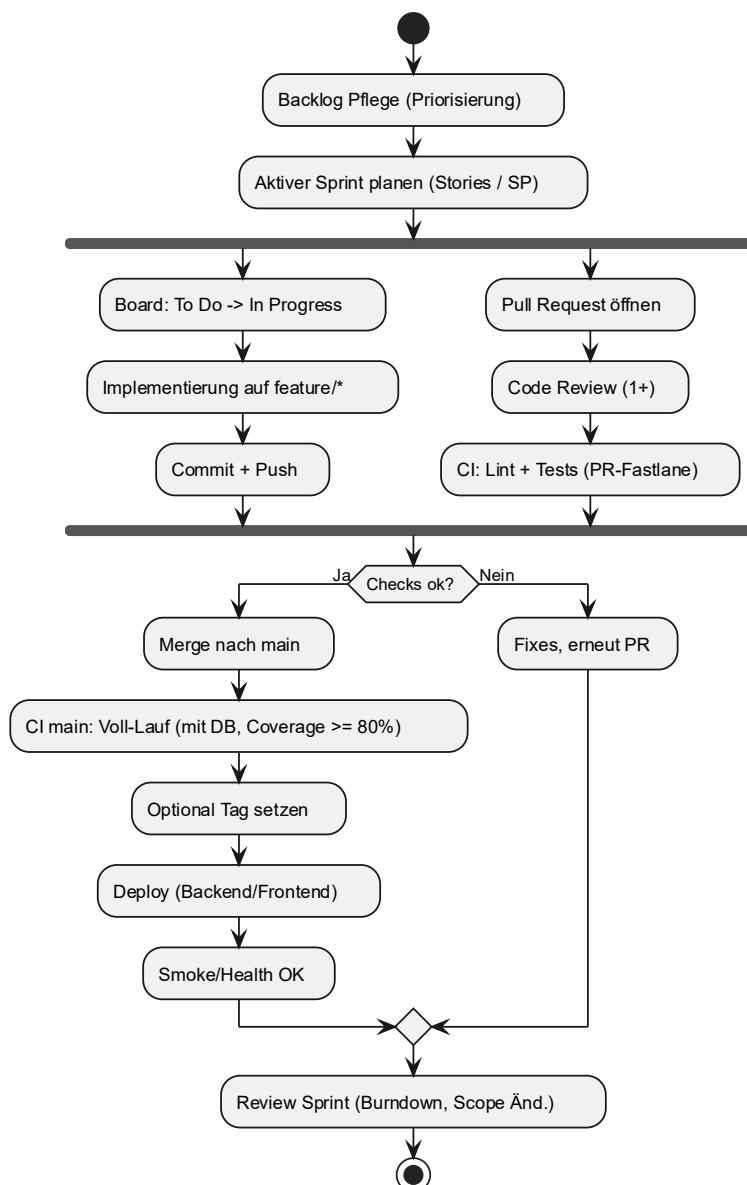 Backlog Pflege (Priorisierung)
Aktiver Sprint planen (Stories / SP)
Board: To Do -> In Progress
Pull Request öffnen
Implementierung auf feature/*
Code Review (1+)
Commit + Push
CI: Lint + Tests (PR-Fastlane)
Ja
Checks ok?
Nein
Merge nach main
Fixes, erneut PR
CI main: Voll-Lauf (mit DB, Coverage >= 80%)
Optional Tag setzen
Deploy (Backend/Frontend)
Smoke/Health OK
Review Sprint (Burndown, Scope Änd.)